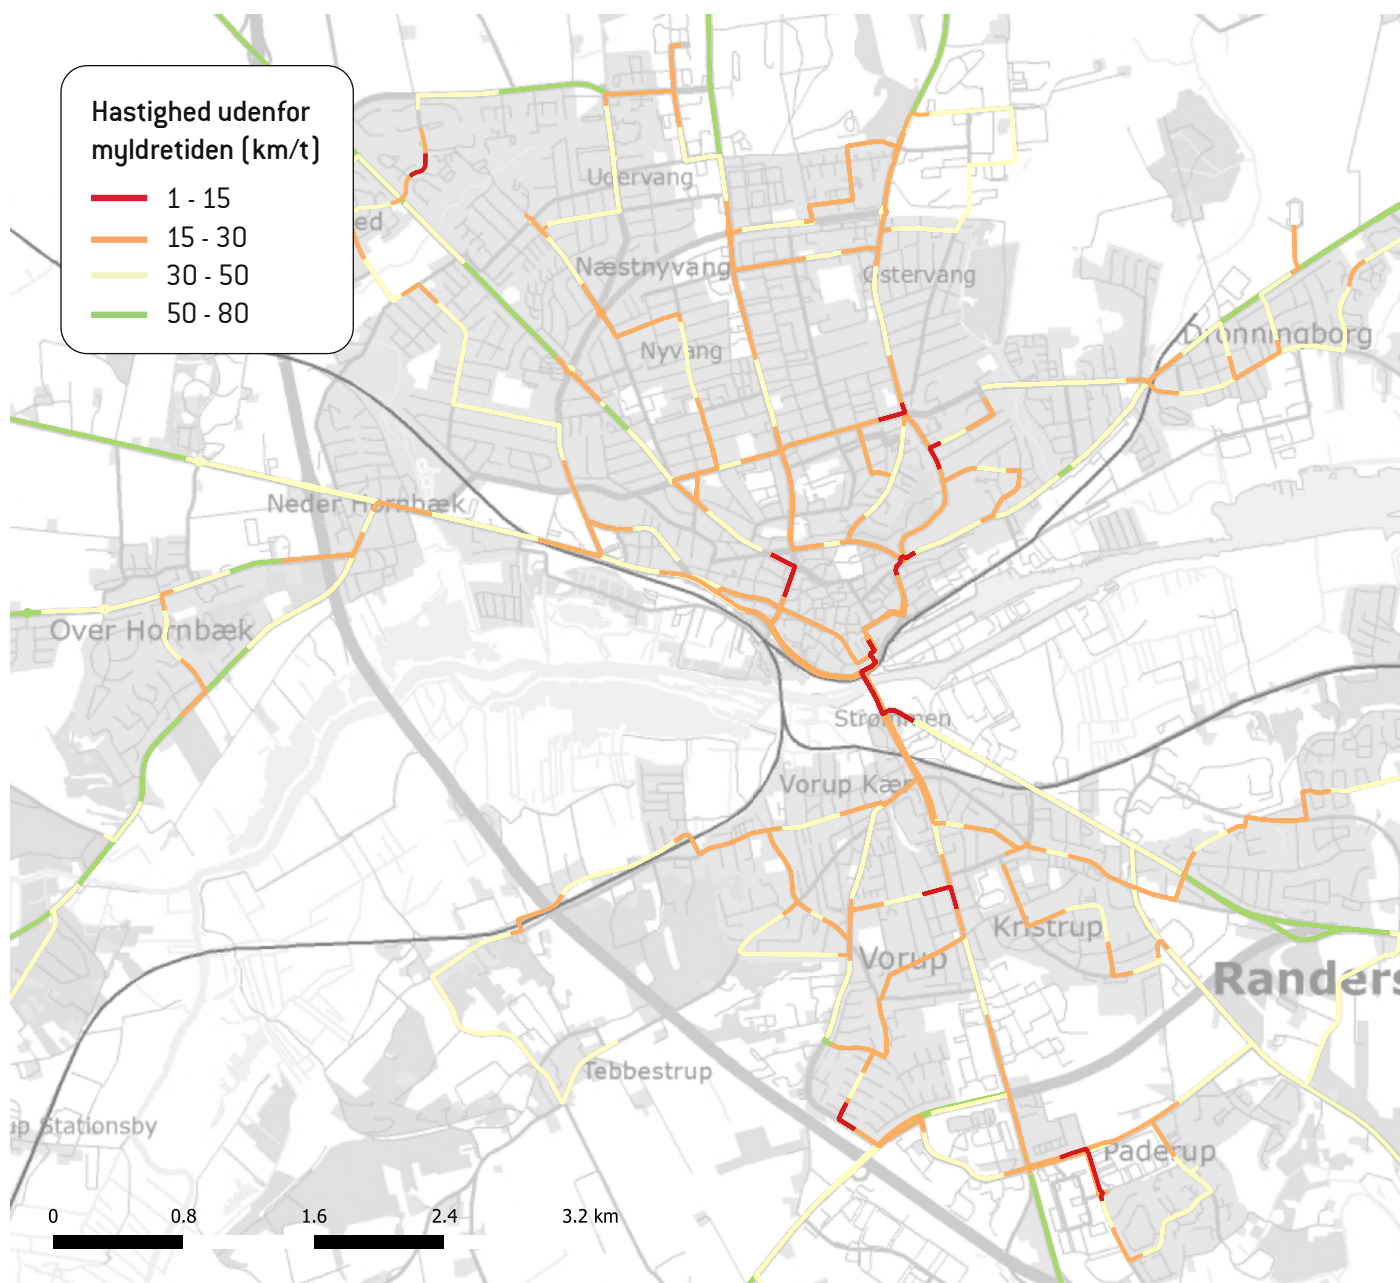 Hastighed udenfor
myldretiden (km/t)
1 - 15
15 - 30
30 - 50
50 - 80
Udervang
ed
Næstnyvang
Østervang
Nyvang
Dronningborg
Neder Hornbæk
Over Hornbæk
Strømmen
Vorup Kær
Kristrup
Vorup
Randers
Tebbestrup
up Stationsby
Paderup
0 0.8 1.6 2.4 3.2 km